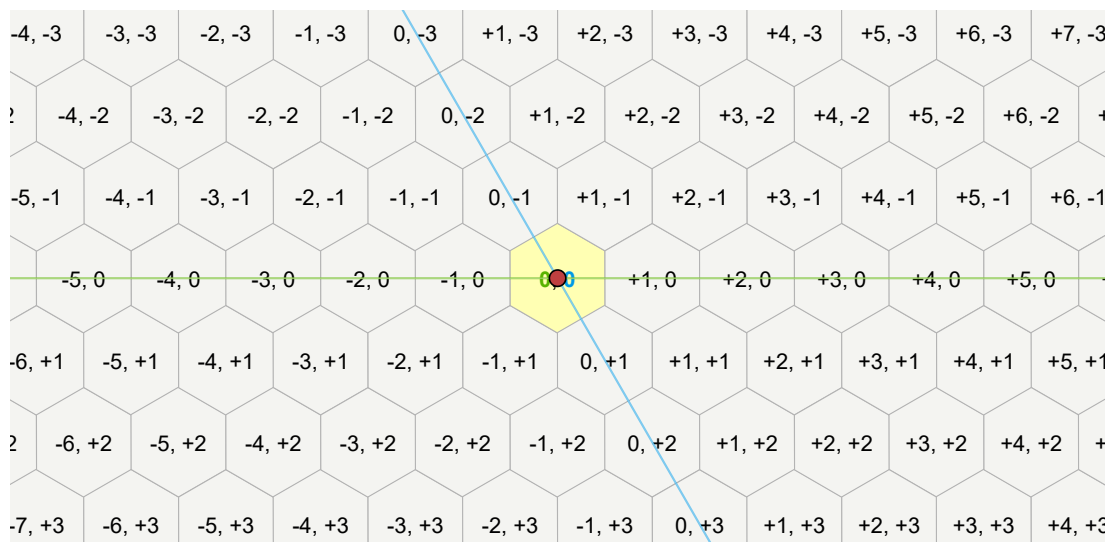 -4, -3 -3, -3 -2, -3 -1, -3 0, -3 +1, -3 +2, -3 +3, -3 +4, -3 +5, -3 +6, -3 +7, -3
2 -4, -2 -3, -2 -2, -2 -1, -2 0, -2 +1, -2 +2, -2 +3, -2 +4, -2 +5, -2 +6, -2 +
-5, -1 -4, -1 -3, -1 -2, -1 -1, -1 0, -1 +1, -1 +2, -1 +3, -1 +4, -1 +5, -1 +6, -1
-5, 0 -4, 0 -3, 0 -2, 0 -1, 0 0, 0 +1, 0 +2, 0 +3, 0 +4, 0 +5, 0
-6, +1 -5, +1 -4, +1 -3, +1 -2, +1 -1, +1 0, +1 +1, +1 +2, +1 +3, +1 +4, +1 +5, +1
2 -6, +2 -5, +2 -4, +2 -3, +2 -2, +2 -1, +2 0, +2 +1, +2 +2, +2 +3, +2 +4, +2 +
-7, +3 -6, +3 -5, +3 -4, +3 -3, +3 -2, +3 -1, +3 0, +3 +1, +3 +2, +3 +3, +3 +4, +3